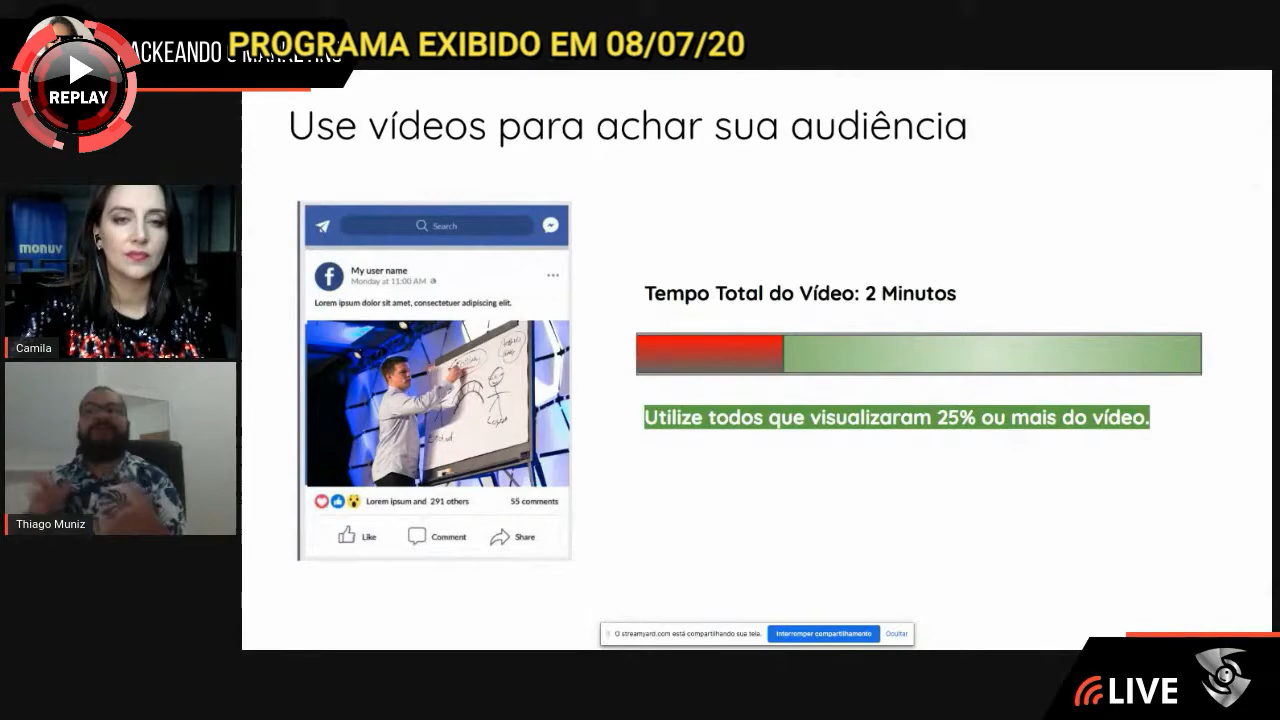 PROGRAMA EXIBIDO EM 08/07/20
REPLAY
Use vídeos para achar sua audiência
monuv
Camila
Thiago Muniz
Search
My user name
Monday at 11:00 AM
Lorem ipsum dolor sit amet, consectetuer adipiscing elit.
Lorem ipsum and 291 others 55 comments
Like Comment Share
Tempo Total do Vídeo: 2 Minutos
Utilize todos que visualizaram 25% ou mais do vídeo.
O streamyard.com está compartilhando sua tela. Interromper compartilhamento Ocultar
LIVE